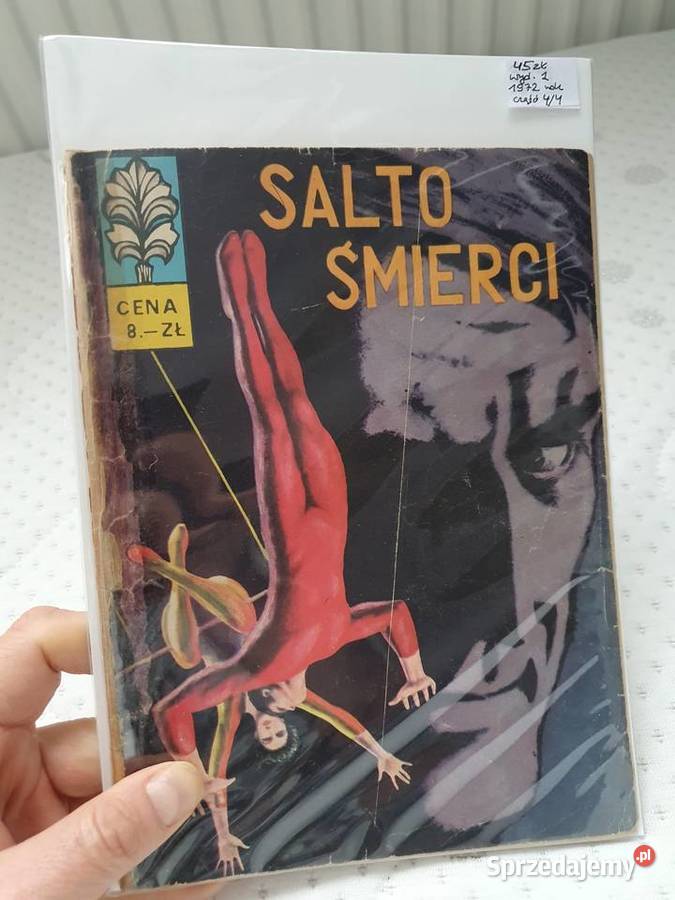 45zł
wyd. 1
1972 rok
część 4/4
SALTO
ŚMIERCI
CENA
8.—ZŁ
Sprzedajemy.pl